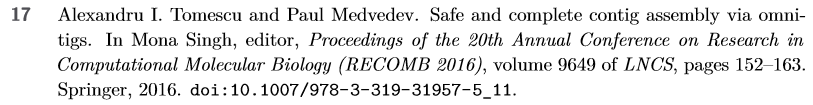 17 Alexandru I. Tomescu and Paul Medvedev. Safe and complete contig assembly via omni-
tigs. In Mona Singh, editor, Proceedings of the 20th Annual Conference on Research in
Computational Molecular Biology (RECOMB 2016), volume 9649 of LNCS, pages 152–163.
Springer, 2016. doi:10.1007/978-3-319-31957-5_11.